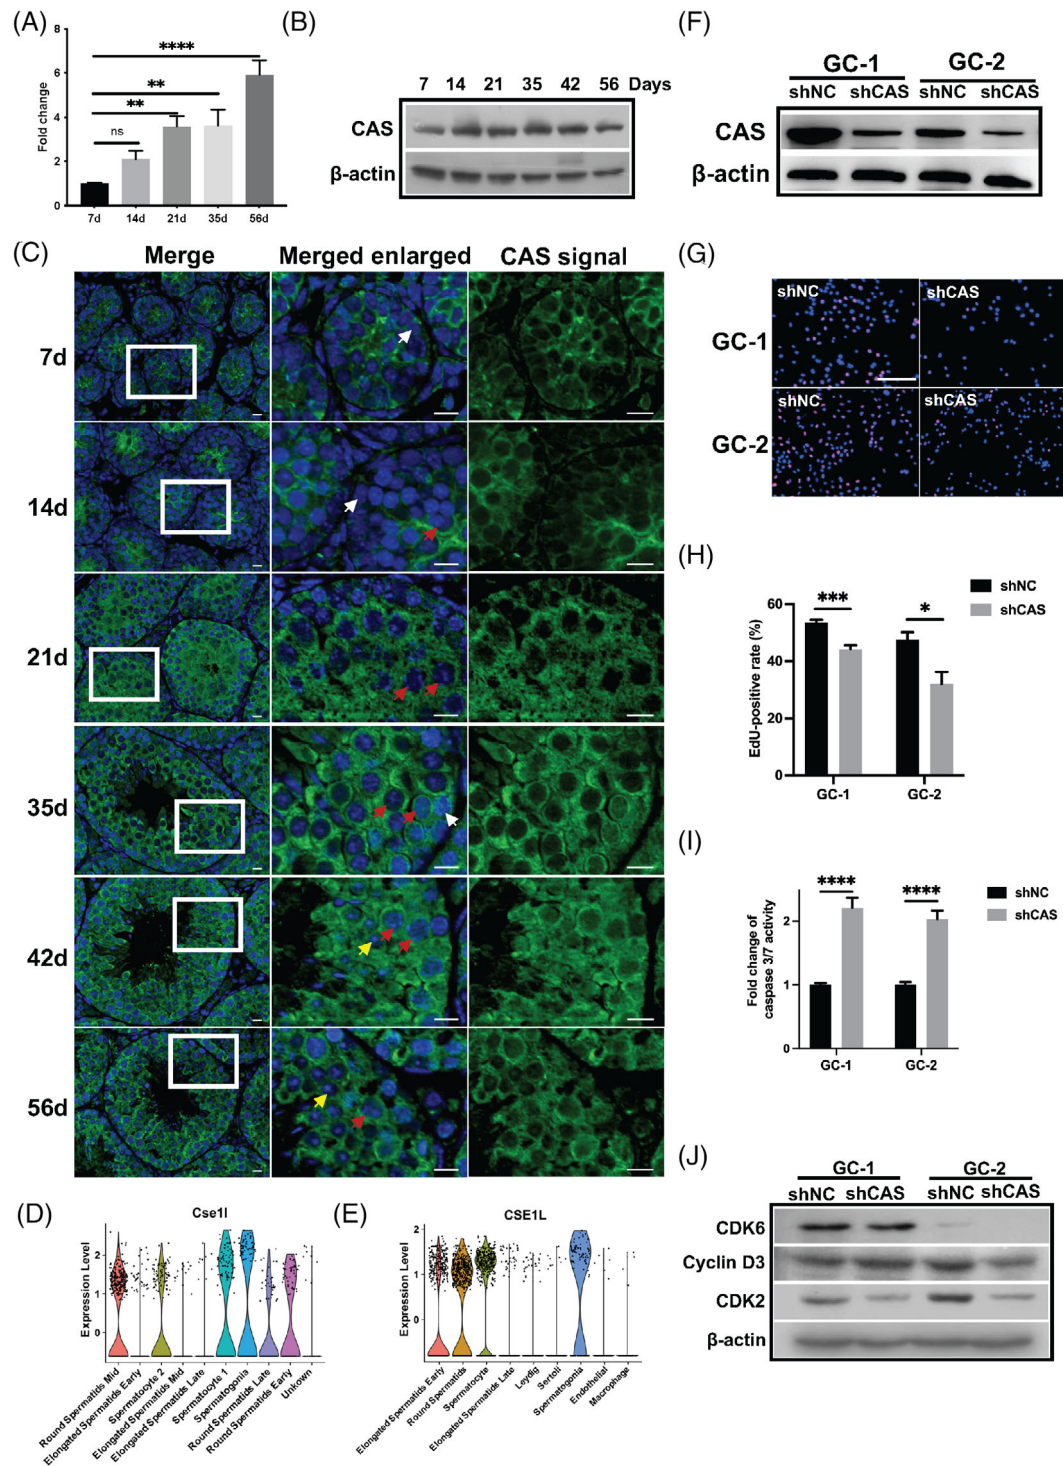 (A)
Fold change
8
6
4
2
0
ns
**
**
****
7d 14d 21d 35d 56d
(B)
7 14 21 35 42 56 Days
CAS
β-actin
(C)
Merge Merged enlarged CAS signal
7d
14d
21d
35d
42d
56d
(D)
Cse1l
Expression Level
2
1
0
Round Spermatids Mid
Elongated Spermatids Early
Spermatocyte 2
Elongated Spermatids Mid
Elongated Spermatids Late
Spermatocyte 1
Spermatogonia
Round Spermatids Late
Round Spermatids Early
Unkown
(E)
CSE1L
Expression Level
2
1
0
Elongated Spermatids Early
Round Spermatids
Spermatocyte
Elongated Spermatids Late
Leydig
Sertoli
Spermatogonia
Endothelial
Macrophage
(F)
GC-1 GC-2
shNC shCAS shNC shCAS
CAS
β-actin
(G)
shNC shCAS
GC-1
shNC shCAS
GC-2
(H)
shNC
shCAS
EdU-positive rate (%)
60
40
20
0
*** *
GC-1 GC-2
(I)
shNC
shCAS
Fold change of
caspase 3/7 activity
2
1
0
**** ****
GC-1 GC-2
(J)
GC-1 GC-2
shNC shCAS shNC shCAS
CDK6
Cyclin D3
CDK2
β-actin